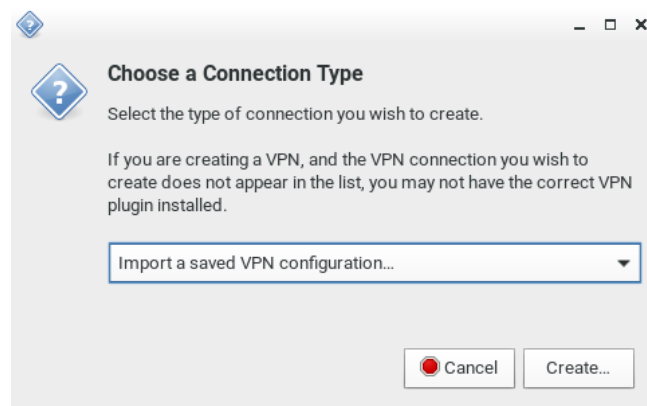 Choose a Connection Type
Select the type of connection you wish to create.
If you are creating a VPN, and the VPN connection you wish to
create does not appear in the list, you may not have the correct VPN
plugin installed.
Import a saved VPN configuration...
Cancel
Create...